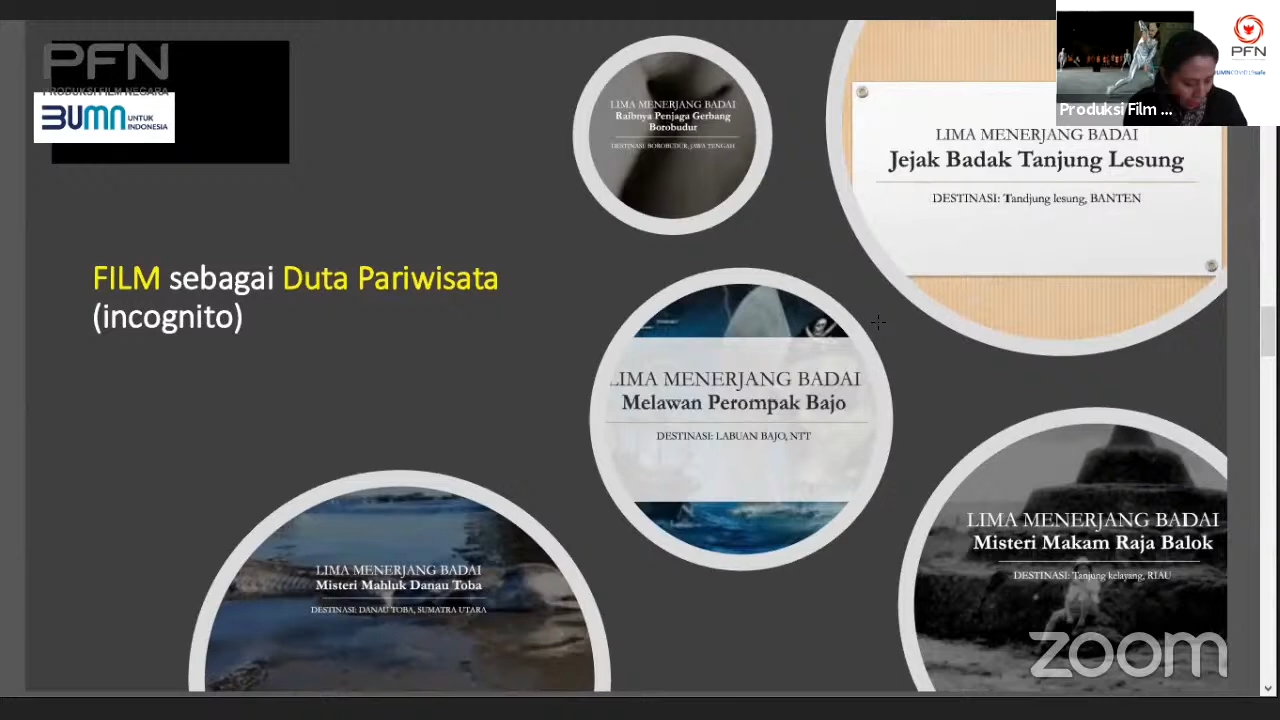 PFN
PRODUKSI FILM NEGARA
BUMN UNTUK
INDONESIA
FILM sebagai Duta Pariwisata
(incognito)
LIMA MENERJANG BADAI
Raibnya Penjaga Gerbang
Borobudur
DESTINASI: BOROBUDUR, JAWA TENGAH
LIMA MENERJANG BADAI
Jejak Badak Tanjung Lesung
DESTINASI: Tandjung lesung, BANTEN
LIMA MENERJANG BADAI
Melawan Perompak Bajo
DESTINASI: LABUAN BAJO, NTT
LIMA MENERJANG BADAI
Misteri Mahluk Danau Toba
DESTINASI: DANAU TOBA, SUMATRA UTARA
LIMA MENERJANG BADAI
Misteri Makam Raja Balok
DESTINASI: Tanjung kelayang, RIAU
PFN
Produksi Film ...
zoom